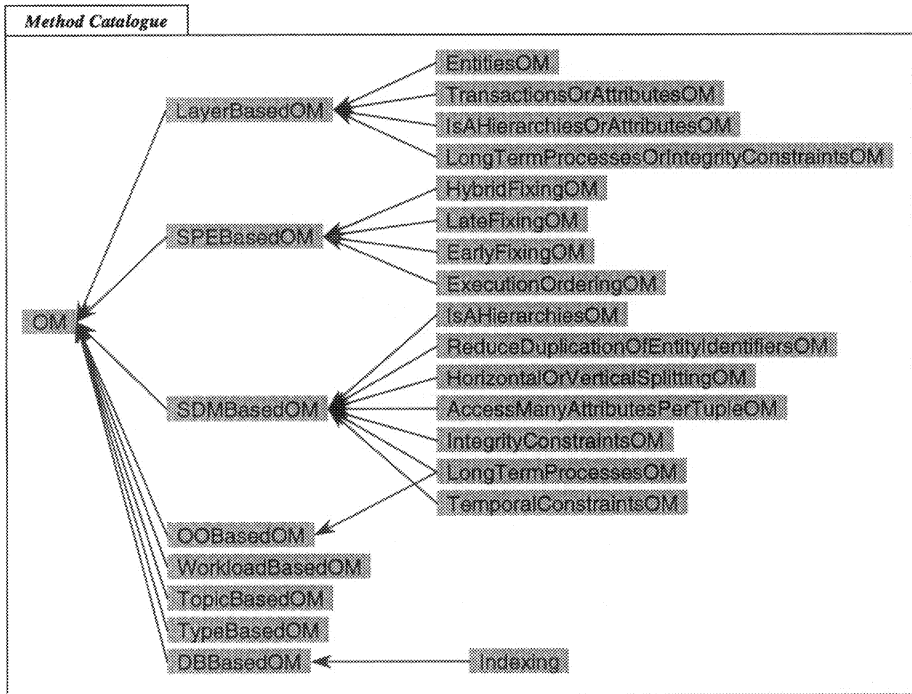 Method Catalogue
EntitiesOM
LayerBasedOM
TransactionsOrAttributesOM
IsAHierarchiesOrAttributesOM
LongTermProcessesOrIntegrityConstraintsOM
HybridFixingOM
LateFixingOM
SPEBasedOM
EarlyFixingOM
ExecutionOrderingOM
IsAHierarchiesOM
OM
ReduceDuplicationOfEntityIdentifiersOM
HorizontalOrVerticalSplittingOM
SDMBasedOM
AccessManyAttributesPerTupleOM
IntegrityConstraintsOM
LongTermProcessesOM
TemporalConstraintsOM
OOBasedOM
WorkloadBasedOM
TopicBasedOM
TypeBasedOM
DBBasedOM
Indexing